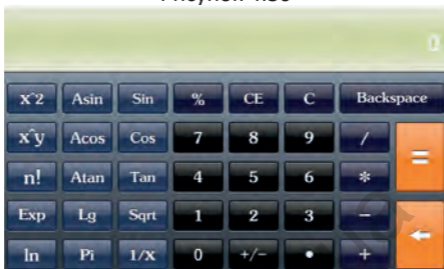 0
x^2 Asin Sin % CE C Backspace
x^y Acos Cos 7 8 9 /
n! Atan Tan 4 5 6 * =
Exp Lg Sqrt 1 2 3 -
ln Pi 1/X 0 +/- • + ←